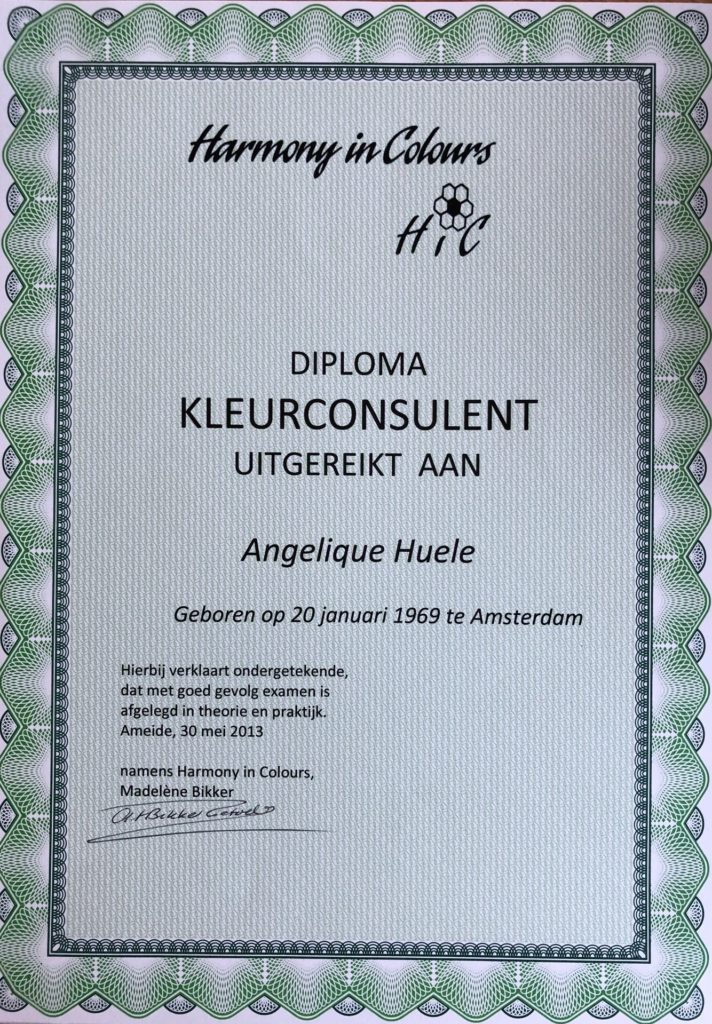 Harmony in Colours
HiC
DIPLOMA
KLEURCONSULENT
UITGEREIKT AAN
Angelique Huele
Geboren op 20 januari 1969 te Amsterdam
Hierbij verklaart ondergetekende,
dat met goed gevolg examen is
afgelegd in theorie en praktijk.
Ameide, 30 mei 2013
namens Harmony in Colours,
Madelène Bikker